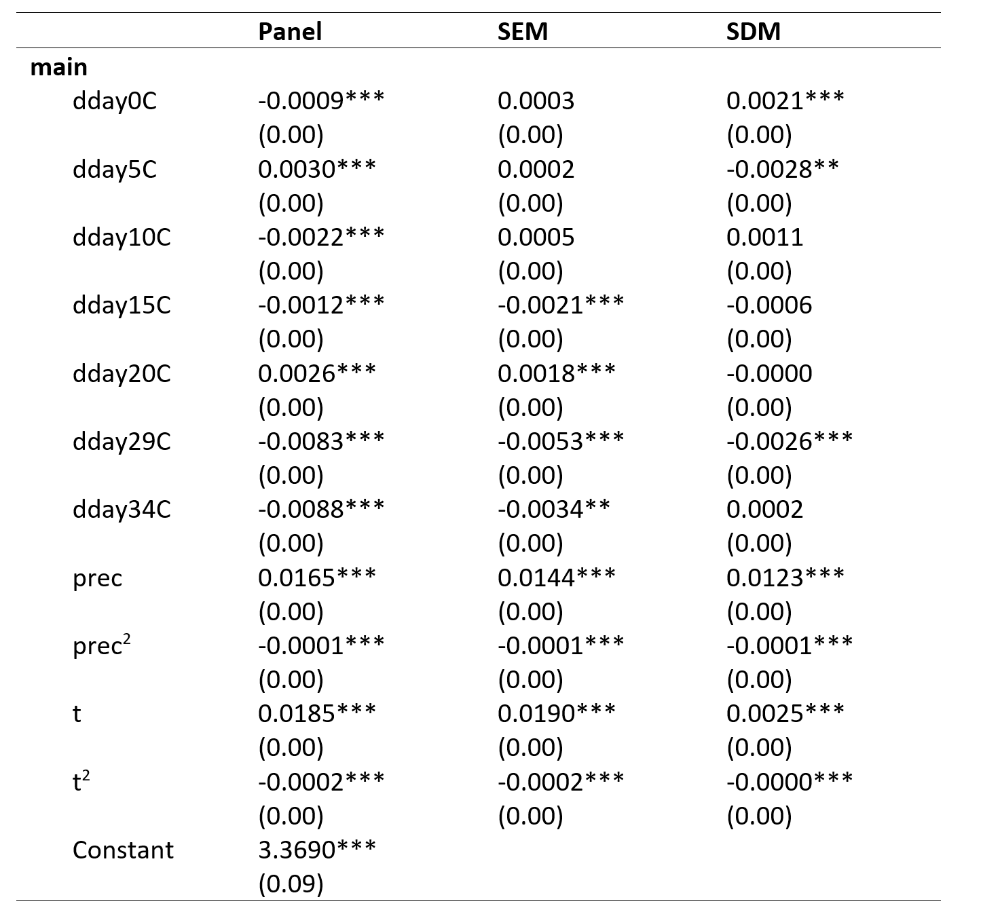 Panel SEM SDM
main
dday0C -0.0009*** 0.0003 0.0021***
(0.00) (0.00) (0.00)
dday5C 0.0030*** 0.0002 -0.0028**
(0.00) (0.00) (0.00)
dday10C -0.0022*** 0.0005 0.0011
(0.00) (0.00) (0.00)
dday15C -0.0012*** -0.0021*** -0.0006
(0.00) (0.00) (0.00)
dday20C 0.0026*** 0.0018*** -0.0000
(0.00) (0.00) (0.00)
dday29C -0.0083*** -0.0053*** -0.0026***
(0.00) (0.00) (0.00)
dday34C -0.0088*** -0.0034** 0.0002
(0.00) (0.00) (0.00)
prec 0.0165*** 0.0144*** 0.0123***
(0.00) (0.00) (0.00)
prec² -0.0001*** -0.0001*** -0.0001***
(0.00) (0.00) (0.00)
t 0.0185*** 0.0190*** 0.0025***
(0.00) (0.00) (0.00)
t² -0.0002*** -0.0002*** -0.0000***
(0.00) (0.00) (0.00)
Constant 3.3690***
(0.09)